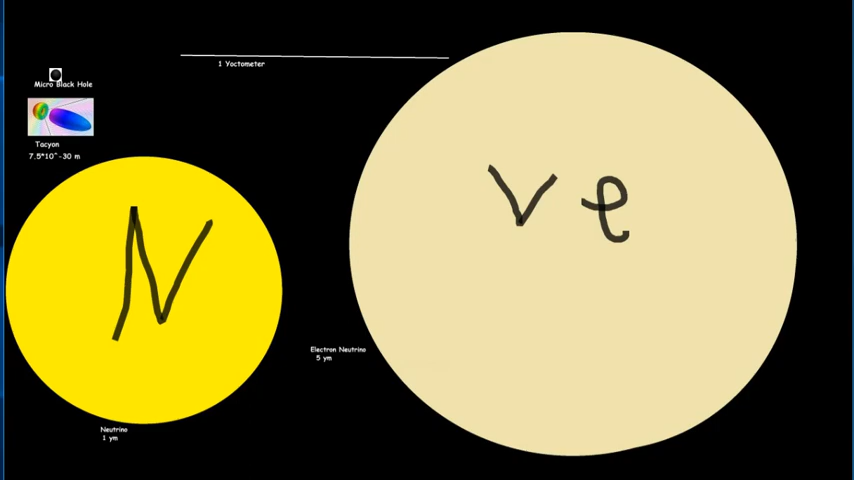 1 Yoctometer
Micro Black Hole
Tacyon
7.5*10^-30 m
N
Ve
Electron Neutrino
5 ym
Neutrino
1 ym